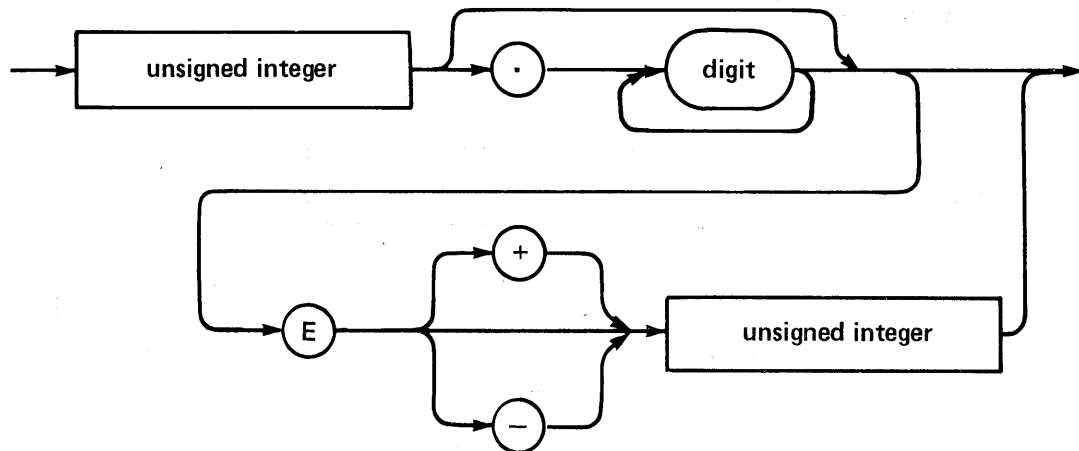 unsigned integer
.
digit
+
E
unsigned integer
−